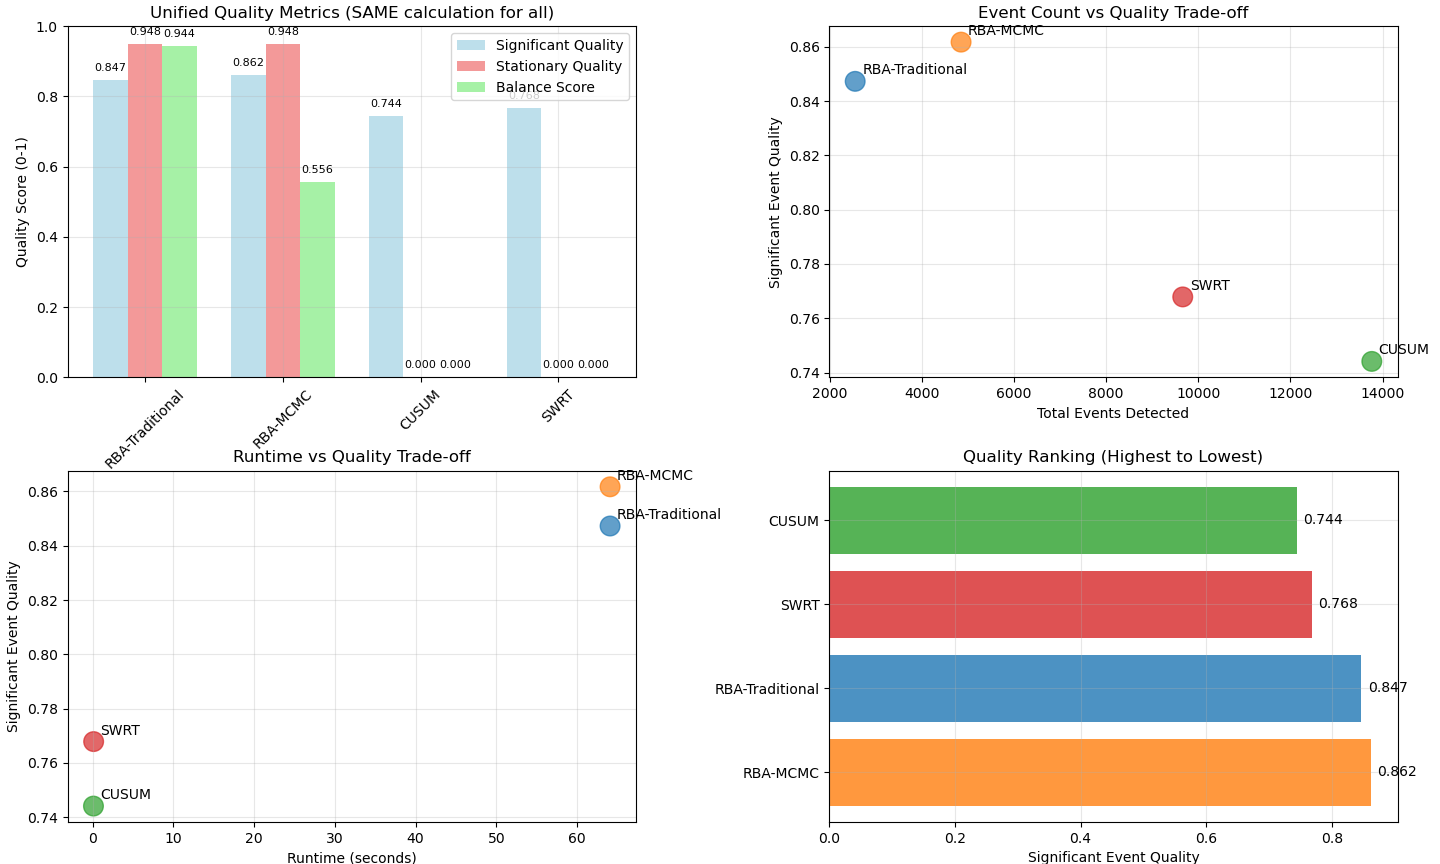 Unified Quality Metrics (SAME calculation for all)
Quality Score (0-1)
1.0
0.8
0.6
0.4
0.2
0.0
0.847
0.948
0.944
0.862
0.948
0.556
0.744
0.000
0.000
0.768
0.000
0.000
Significant Quality
Stationary Quality
Balance Score
RBA-Traditional
RBA-MCMC
CUSUM
SWRT
Event Count vs Quality Trade-off
Significant Event Quality
0.86
0.84
0.82
0.80
0.78
0.76
0.74
RBA-MCMC
RBA-Traditional
SWRT
CUSUM
2000
4000
6000
8000
10000
12000
14000
Total Events Detected
Runtime vs Quality Trade-off
Significant Event Quality
0.86
0.84
0.82
0.80
0.78
0.76
0.74
RBA-MCMC
RBA-Traditional
SWRT
CUSUM
0
10
20
30
40
50
60
Runtime (seconds)
Quality Ranking (Highest to Lowest)
CUSUM
0.744
SWRT
0.768
RBA-Traditional
0.847
RBA-MCMC
0.862
0.0
0.2
0.4
0.6
0.8
Significant Event Quality